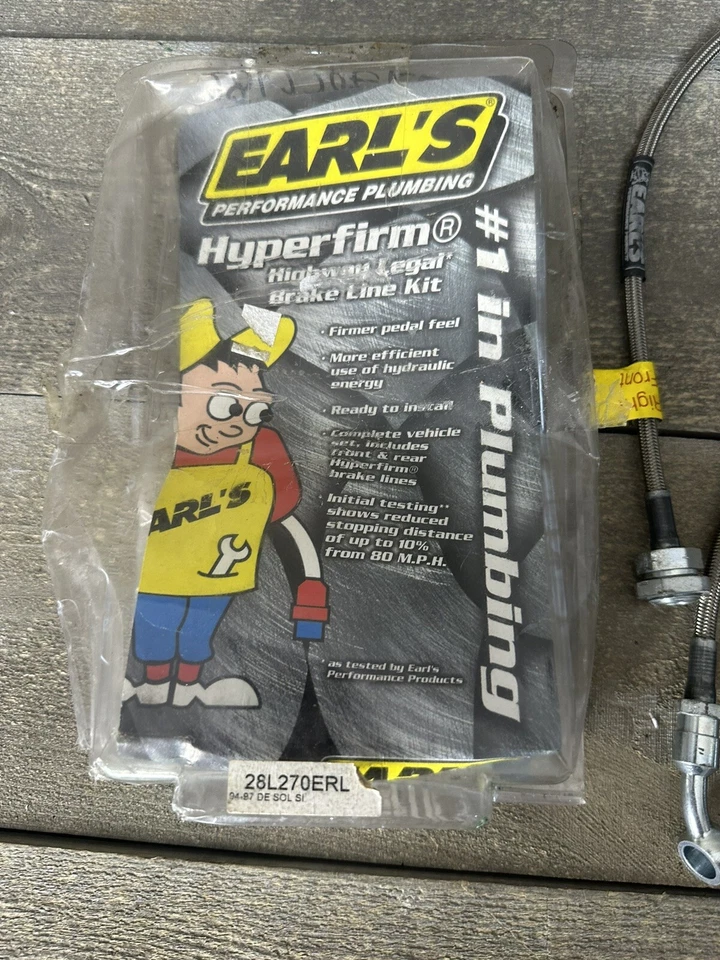 EARL'S®
PERFORMANCE PLUMBING
Hyperfirm®
Highway Legal*
Brake Line Kit
· Firmer pedal feel
· More efficient
use of hydraulic
energy
· Ready to install
· Complete vehicle
set, includes
front & rear
Hyperfirm®
brake lines
· Initial testing**
shows reduced
stopping distance
of up to 10%
from 80 M.P.H.
* as tested by Earl's
Performance Products
#1 in Plumbing
ARL'S
28L270ERL
94-97 DE SOL SI
EARL'S
Front